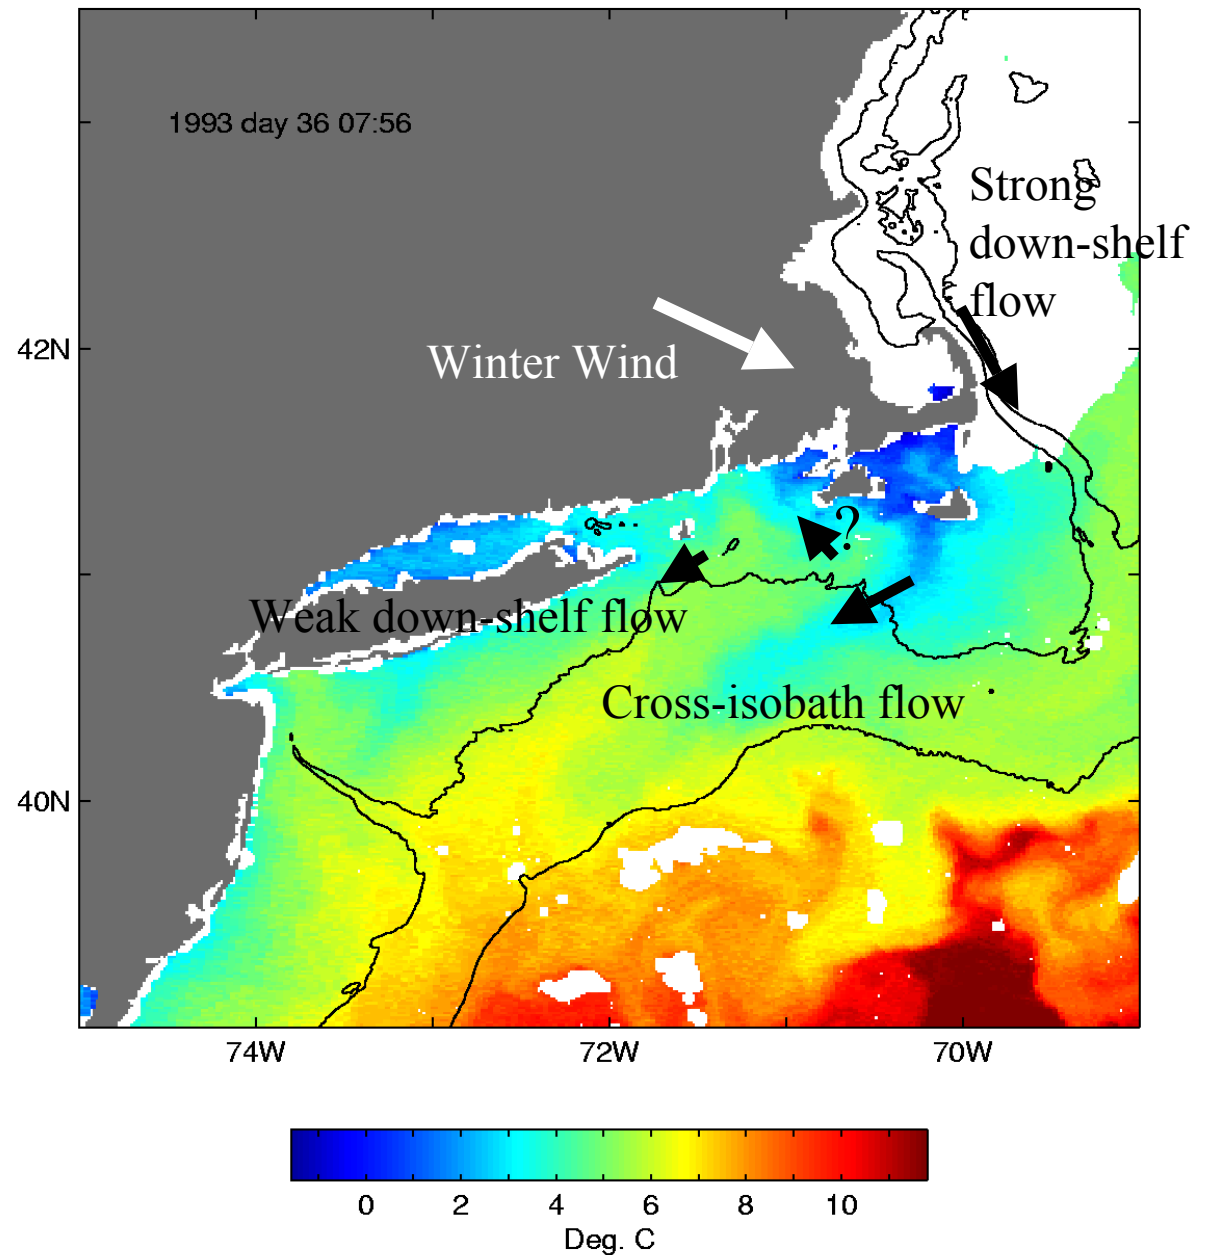 1993 day 36 07:56
Strong
down-shelf
flow
42N
Winter Wind
?
Weak down-shelf flow
Cross-isobath flow
40N
74W 72W 70W
0 2 4 6 8 10
Deg. C